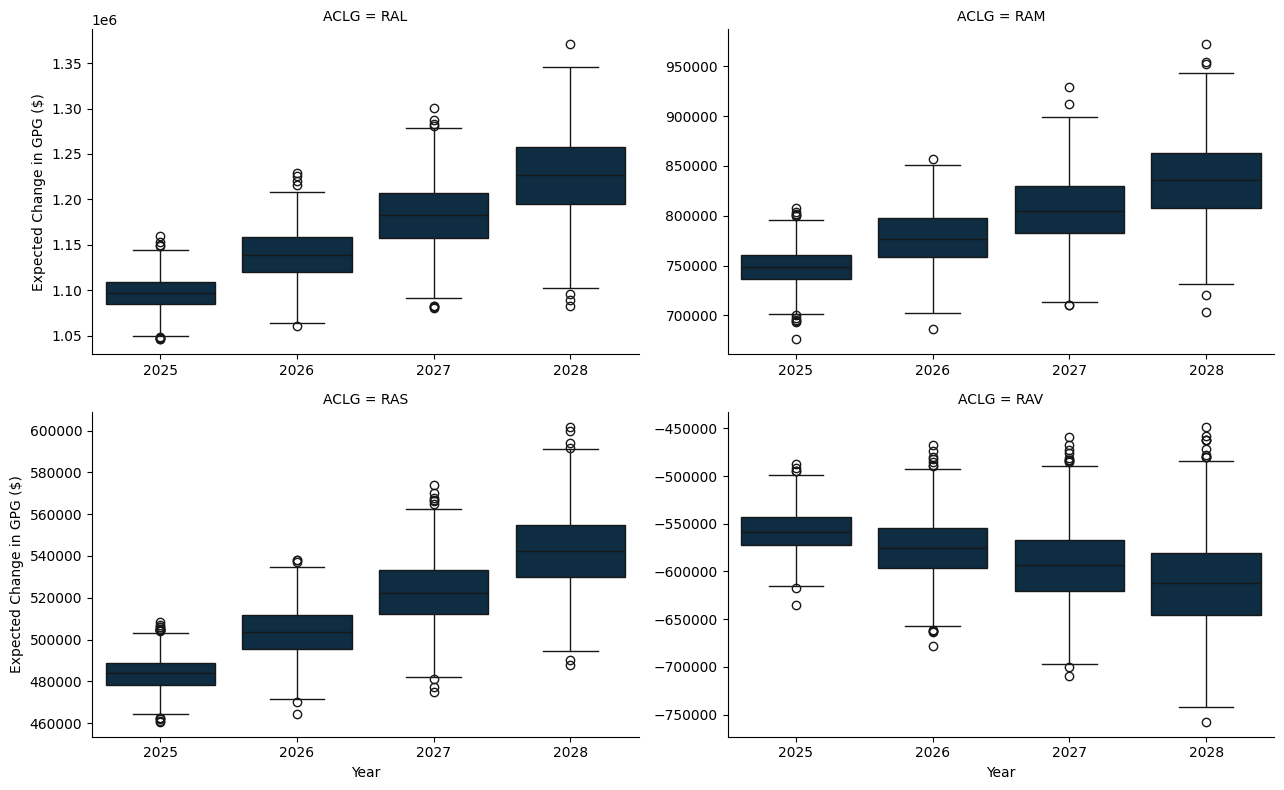 ACLG = RAL
1e6
Expected Change in GPG ($)
1.35
1.30
1.25
1.20
1.15
1.10
1.05
2025 2026 2027 2028
ACLG = RAM
950000
900000
850000
800000
750000
700000
2025 2026 2027 2028
ACLG = RAS
Expected Change in GPG ($)
600000
580000
560000
540000
520000
500000
480000
460000
2025 2026 2027 2028
Year
ACLG = RAV
−450000
−500000
−550000
−600000
−650000
−700000
−750000
2025 2026 2027 2028
Year